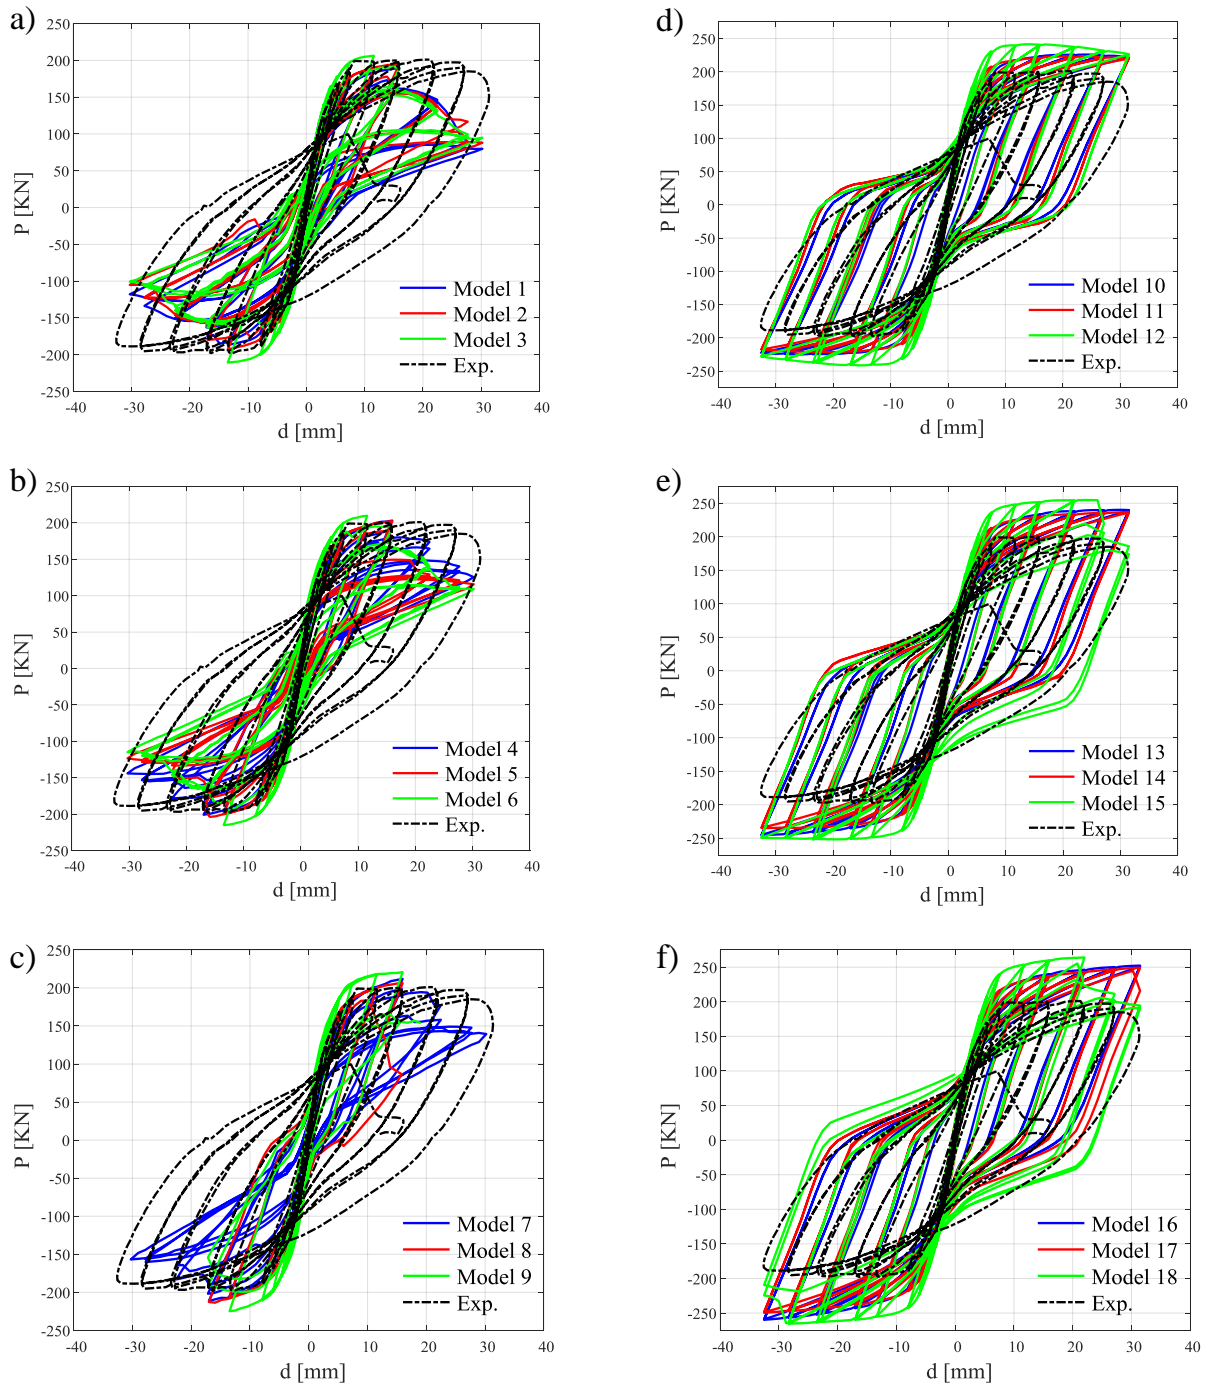 a)
250
200
150
100
50
0
-50
-100
-150
-200
-250
-40
-30
-20
-10
0
10
20
30
40
P [KN]
d [mm]
Model 1
Model 2
Model 3
Exp.
d)
250
200
150
100
50
0
-50
-100
-150
-200
-250
-40
-30
-20
-10
0
10
20
30
40
P [KN]
d [mm]
Model 10
Model 11
Model 12
Exp.
b)
250
200
150
100
50
0
-50
-100
-150
-200
-250
-40
-30
-20
-10
0
10
20
30
40
P [KN]
d [mm]
Model 4
Model 5
Model 6
Exp.
e)
250
200
150
100
50
0
-50
-100
-150
-200
-250
-40
-30
-20
-10
0
10
20
30
40
P [KN]
d [mm]
Model 13
Model 14
Model 15
Exp.
c)
250
200
150
100
50
0
-50
-100
-150
-200
-250
-40
-30
-20
-10
0
10
20
30
40
P [KN]
d [mm]
Model 7
Model 8
Model 9
Exp.
f)
250
200
150
100
50
0
-50
-100
-150
-200
-250
-40
-30
-20
-10
0
10
20
30
40
P [KN]
d [mm]
Model 16
Model 17
Model 18
Exp.